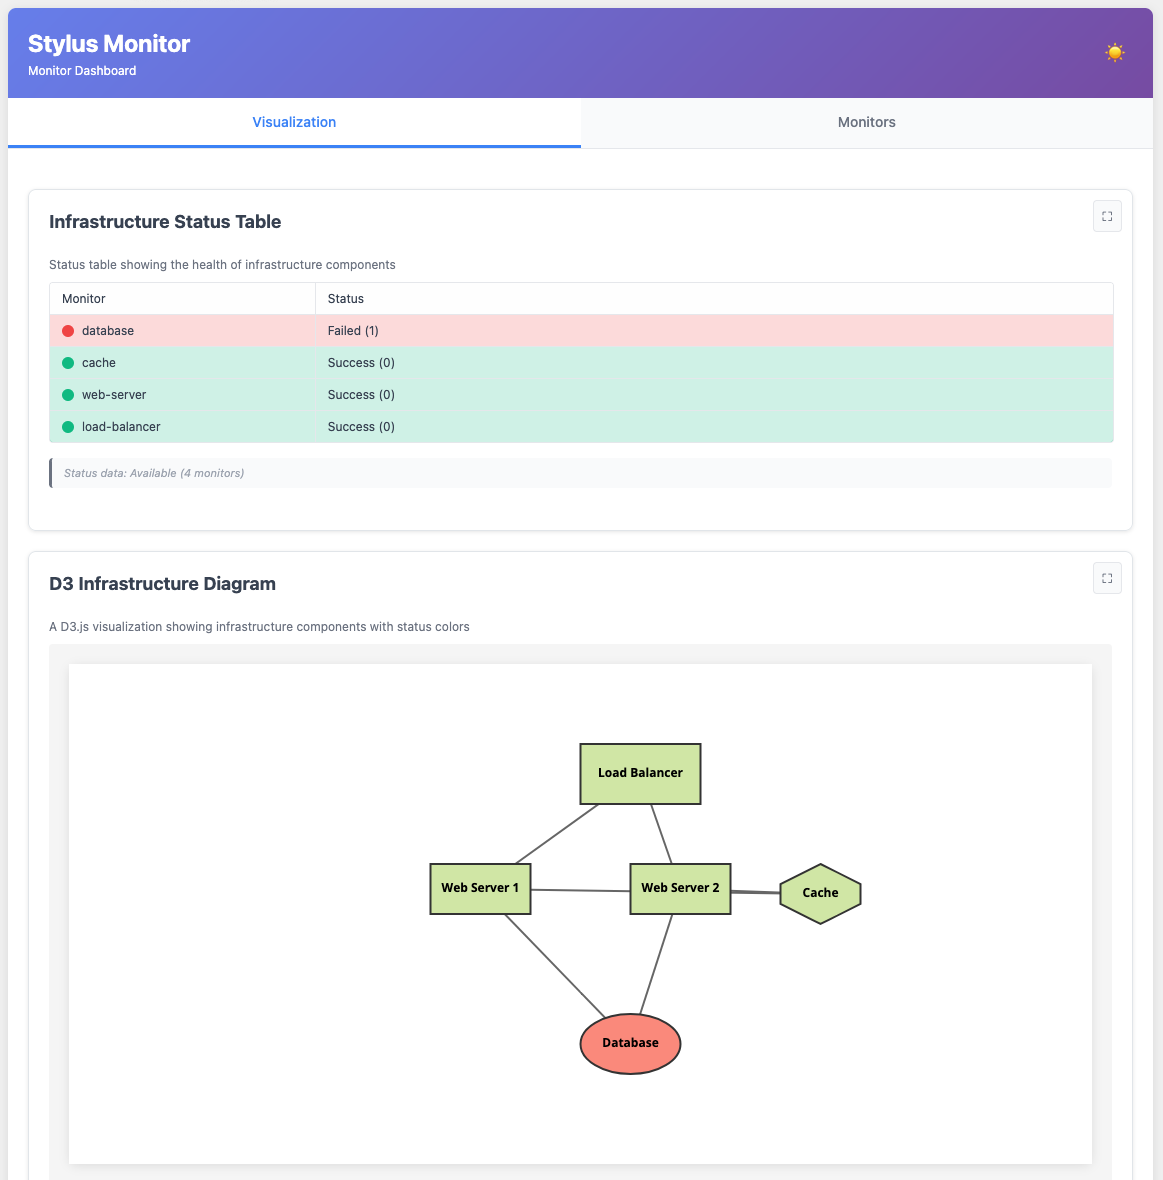 Stylus Monitor
Monitor Dashboard
Visualization Monitors
Infrastructure Status Table
Status table showing the health of infrastructure components
Monitor Status
database Failed (1)
cache Success (0)
web-server Success (0)
load-balancer Success (0)
Status data: Available (4 monitors)
D3 Infrastructure Diagram
A D3.js visualization showing infrastructure components with status colors
Load Balancer
Web Server 1 Web Server 2 Cache
Database